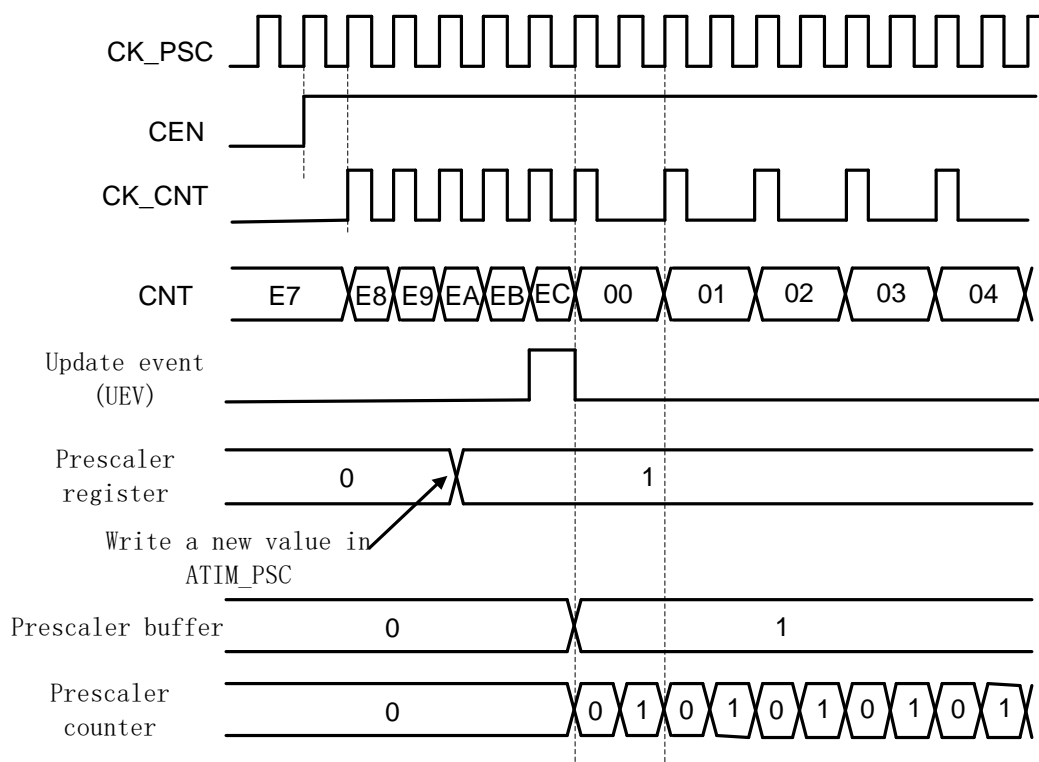 CK_PSC
CEN
CK_CNT
CNT
E7 E8 E9 EA EB EC 00 01 02 03 04
Update event
(UEV)
Prescaler
register
0 1
Write a new value in
ATIM_PSC
Prescaler buffer
0 1
Prescaler
counter
0 0 1 0 1 0 1 0 1 0 1